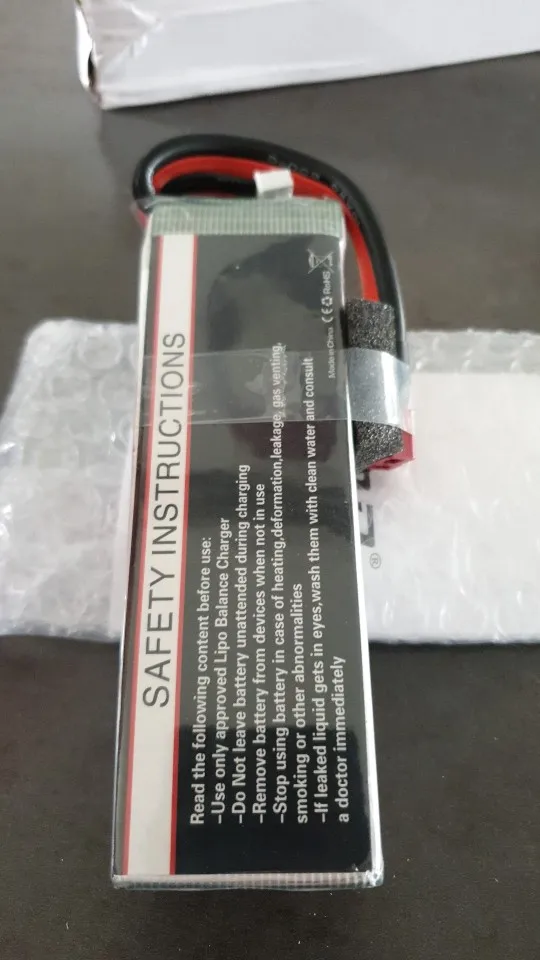 SAFETY INSTRUCTIONS
Read the following content before use:
-Use only approved Lipo Balance Charger
-Do Not leave battery unattended during charging
-Remove battery from devices when not in use
-Stop using battery in case of heating,deformation,leakage, gas venting,
smoking or other abnormalities
-If leaked liquid gets in eyes,wash them with clean water and consult
a doctor immediately
Made in China CE RoHS